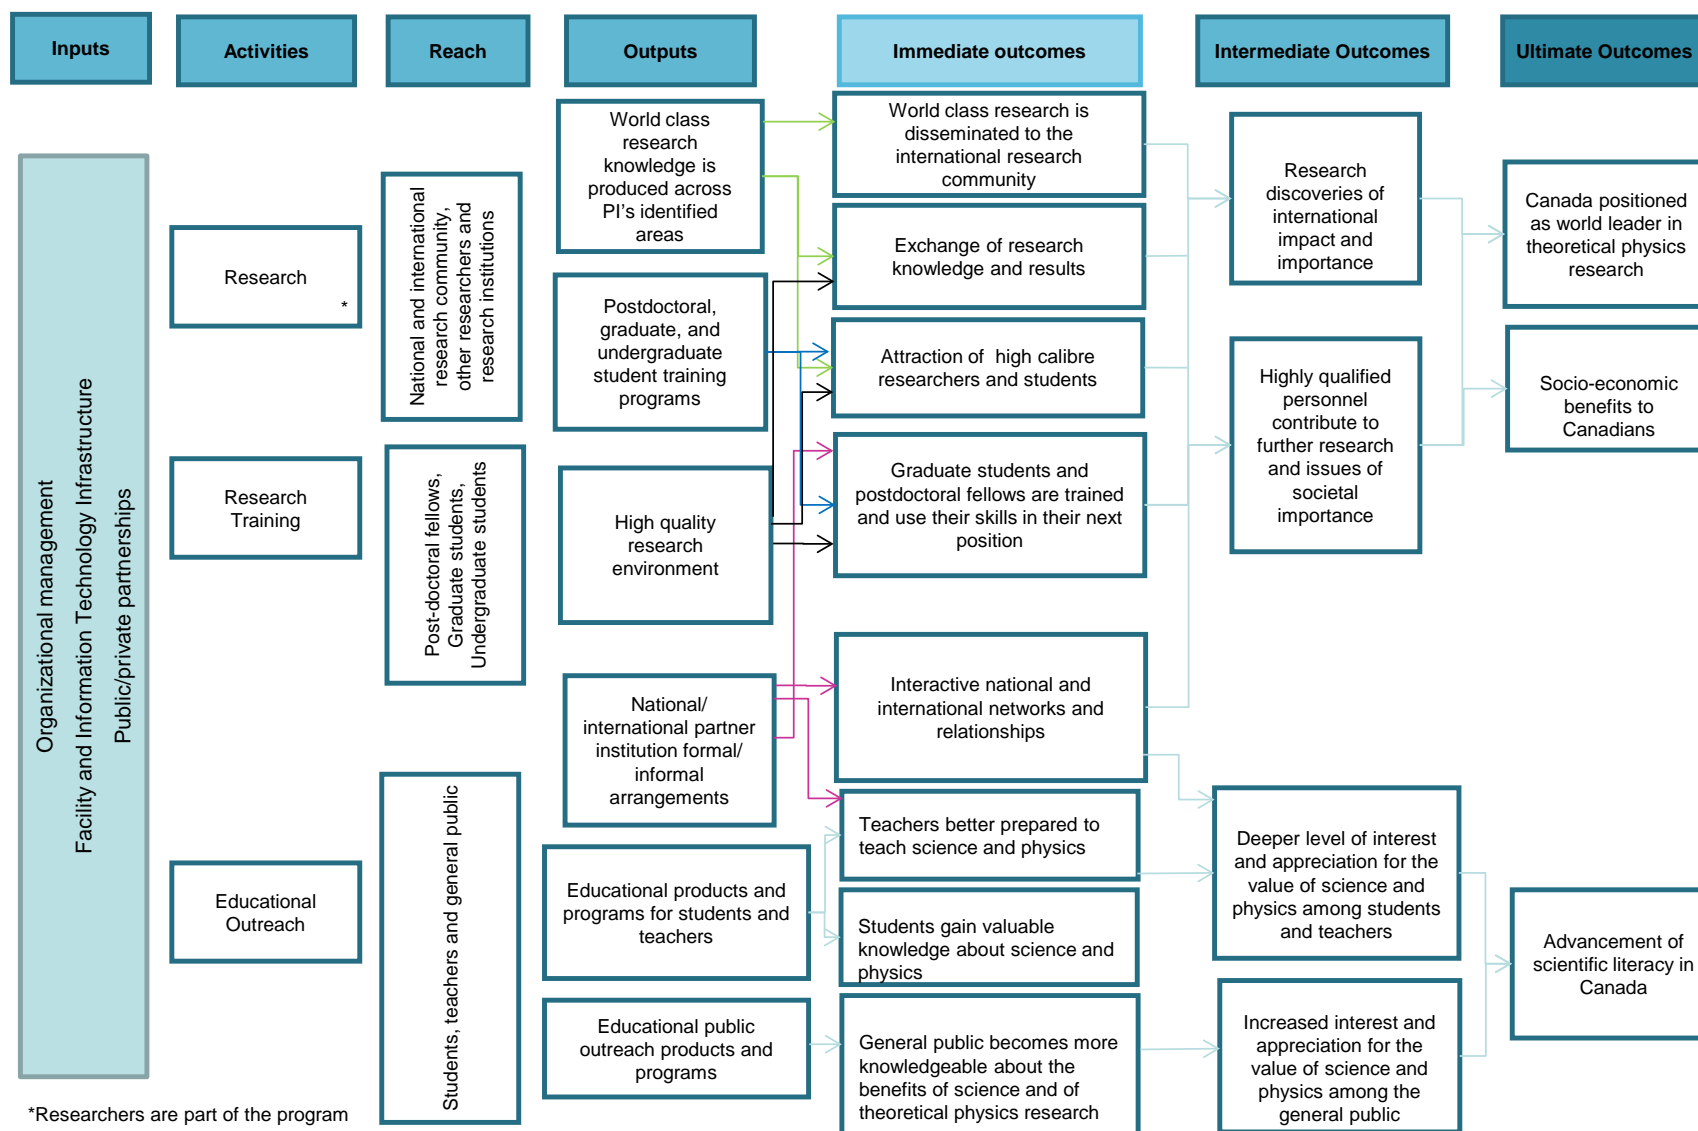 Inputs
Activities
Reach
Outputs
Immediate outcomes
Intermediate Outcomes
Ultimate Outcomes
Organizational management
Facility and Information Technology Infrastructure
Public/private partnerships
Research
*
Research
Training
Educational
Outreach
National and international
research community,
other researchers and
research institutions
Post-doctoral fellows,
Graduate students,
Undergraduate students
Students, teachers and general public
World class
research
knowledge is
produced across
PI's identified
areas
Postdoctoral,
graduate, and
undergraduate
student training
programs
High quality
research
environment
National/
international partner
institution formal/
informal
arrangements
Educational products and
programs for students and
teachers
Educational public
outreach products and
programs
World class research is
disseminated to the
international research
community
Exchange of research
knowledge and results
Attraction of  high calibre
researchers and students
Graduate students and
postdoctoral fellows are trained
and use their skills in their next
position
Interactive national and
international networks and
relationships
Teachers better prepared to
teach science and physics
Students gain valuable
knowledge about science and
physics
General public becomes more
knowledgeable about the
benefits of science and of
theoretical physics research
Research
discoveries of
international
impact and
importance
Highly qualified
personnel
contribute to
further research
and issues of
societal
importance
Deeper level of interest
and appreciation for the
value of science and
physics among students
and teachers
Increased interest and
appreciation for the
value of science and
physics among the
general public
Canada positioned
as world leader in
theoretical physics
research
Socio-economic
benefits to
Canadians
Advancement of
scientific literacy in
Canada
*Researchers are part of the program